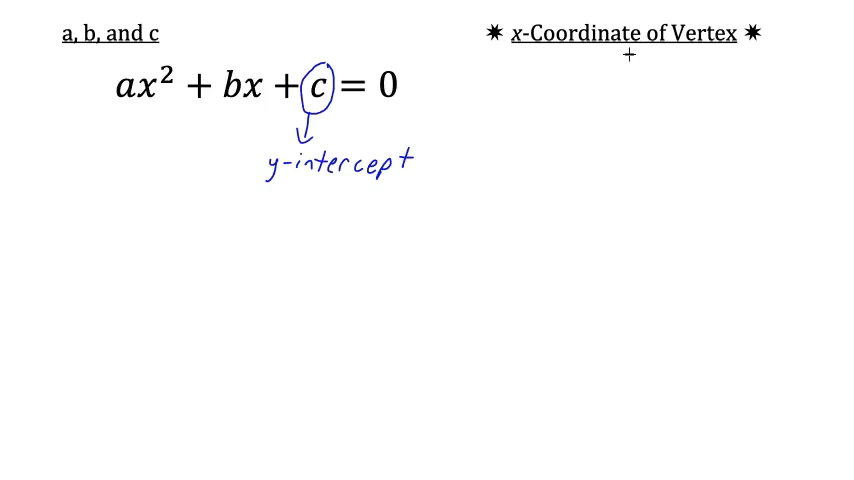 a, b, and c
ax² + bx + c = 0
y-intercept
✷ x-Coordinate of Vertex ✷